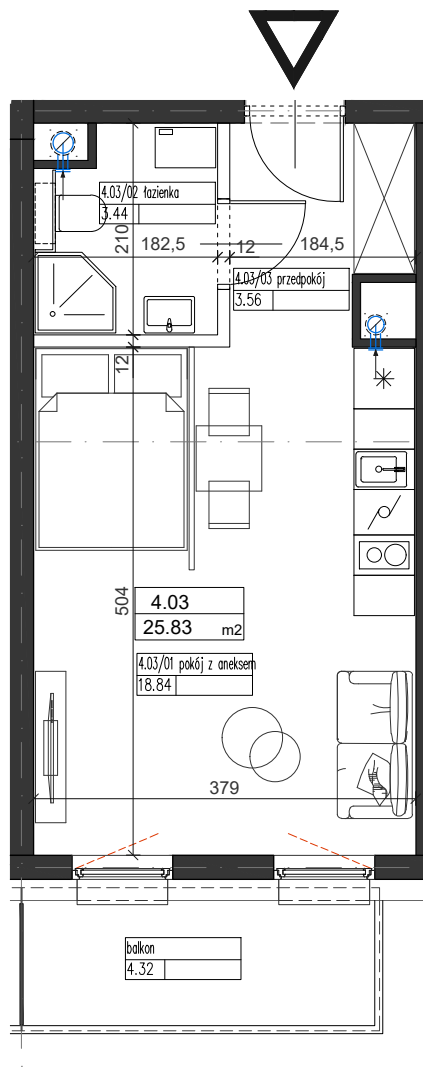 4.03/02 łazienka
3.44
210
182,5
12
184,5
4.03/03 przedpokój
3.56
12
504
4.03
25.83 m2
4.03/01 pokój z aneksem
18.84
379
balkon
4.32